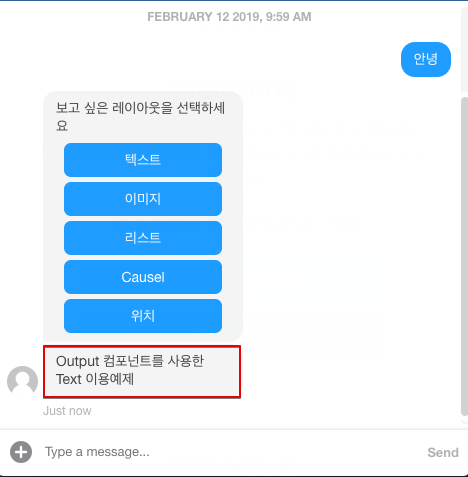 FEBRUARY 12 2019, 9:59 AM
안녕
보고 싶은 레이아웃을 선택하세
요
텍스트
이미지
리스트
Causel
위치
Output 컴포넌트를 사용한
Text 이용예제
Just now
Type a message...
Send